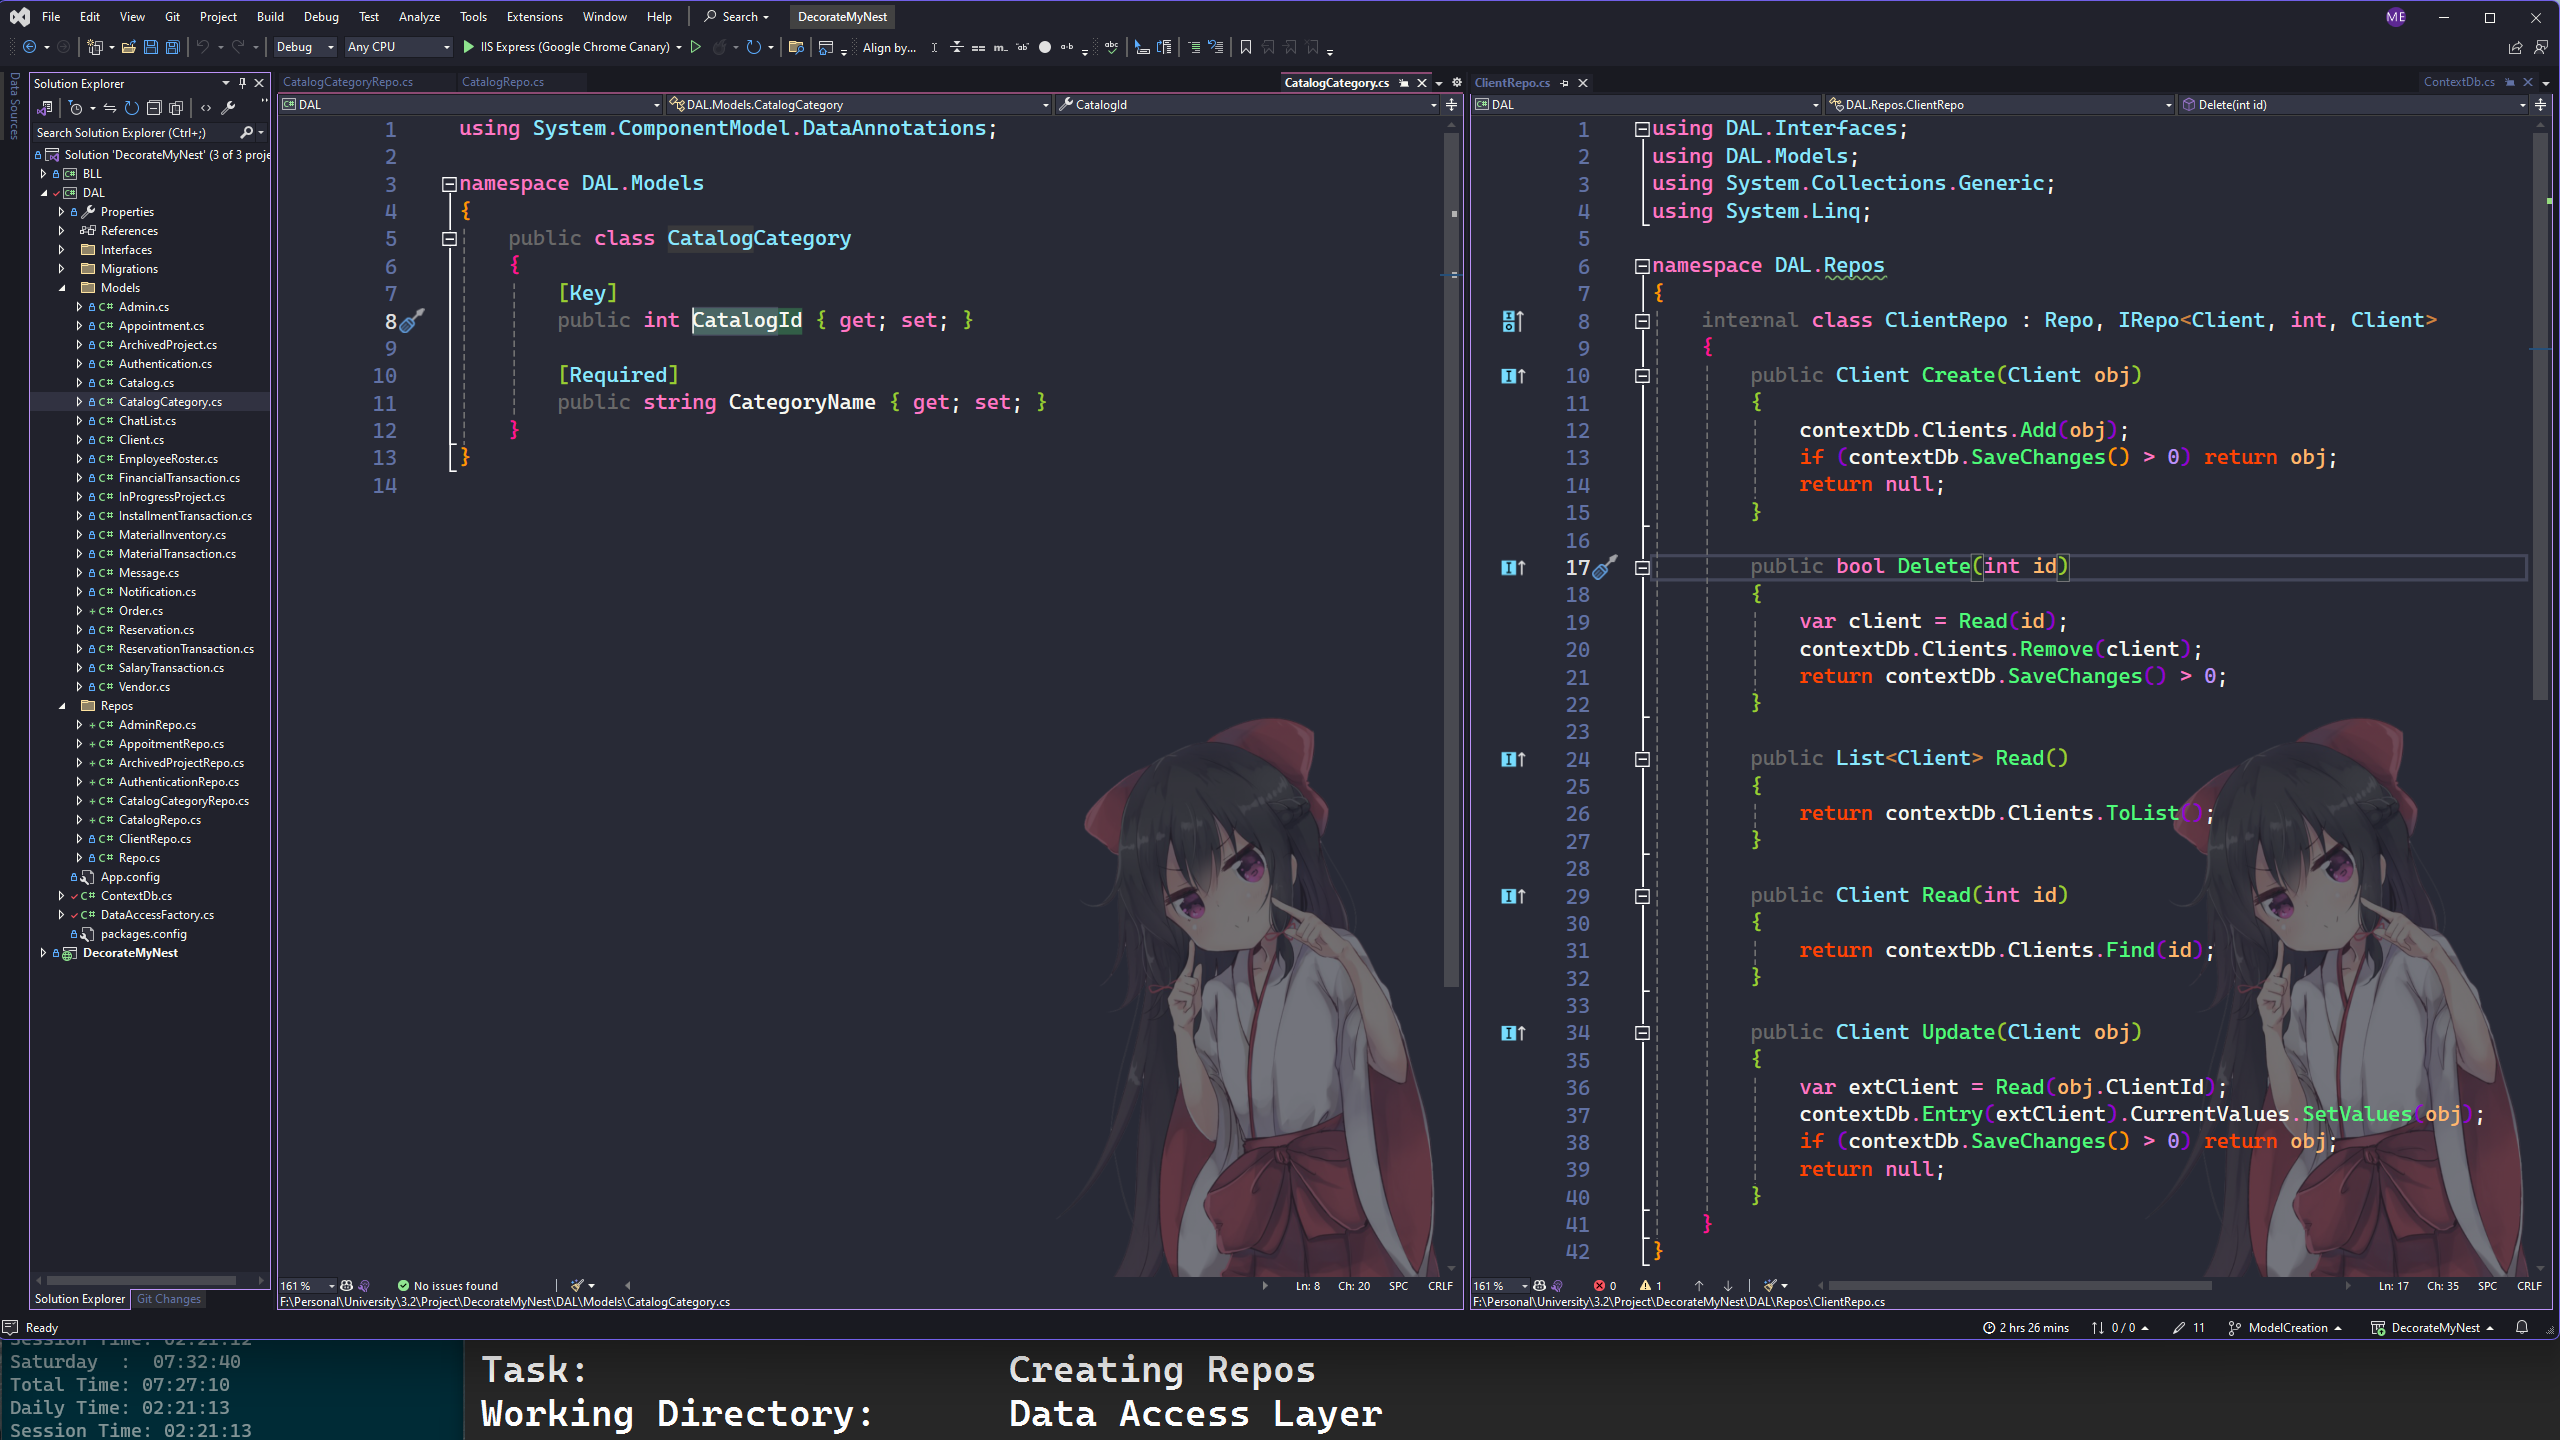 File Edit View Git Project Build Debug Test Analyze Tools Extensions Window Help Search DecorateMyNest ME
Debug Any CPU IIS Express (Google Chrome Canary) Align by...
Data Sources
Solution Explorer
Search Solution Explorer (Ctrl+;)
Solution 'DecorateMyNest' (3 of 3 proje
BLL
DAL
Properties
References
Interfaces
Migrations
Models
Admin.cs
Appointment.cs
ArchivedProject.cs
Authentication.cs
Catalog.cs
CatalogCategory.cs
ChatList.cs
Client.cs
EmployeeRoster.cs
FinancialTransaction.cs
InProgressProject.cs
InstallmentTransaction.cs
MaterialInventory.cs
MaterialTransaction.cs
Message.cs
Notification.cs
Order.cs
Reservation.cs
ReservationTransaction.cs
SalaryTransaction.cs
Vendor.cs
Repos
AdminRepo.cs
AppoitmentRepo.cs
ArchivedProjectRepo.cs
AuthenticationRepo.cs
CatalogCategoryRepo.cs
CatalogRepo.cs
ClientRepo.cs
Repo.cs
App.config
ContextDb.cs
DataAccessFactory.cs
packages.config
DecorateMyNest
Solution Explorer Git Changes
CatalogCategoryRepo.cs CatalogRepo.cs CatalogCategory.cs
DAL DAL.Models.CatalogCategory CatalogId
1 using System.ComponentModel.DataAnnotations;
2
3 namespace DAL.Models
4 {
5 public class CatalogCategory
6 {
7 [Key]
8 public int CatalogId { get; set; }
9
10 [Required]
11 public string CategoryName { get; set; }
12 }
13 }
14
161 % No issues found Ln: 8 Ch: 20 SPC CRLF
F:\Personal\University\3.2\Project\DecorateMyNest\DAL\Models\CatalogCategory.cs
ClientRepo.cs ContextDb.cs
DAL DAL.Repos.ClientRepo Delete(int id)
1 using DAL.Interfaces;
2 using DAL.Models;
3 using System.Collections.Generic;
4 using System.Linq;
5
6 namespace DAL.Repos
7 {
8 internal class ClientRepo : Repo, IRepo<Client, int, Client>
9 {
10 public Client Create(Client obj)
11 {
12 contextDb.Clients.Add(obj);
13 if (contextDb.SaveChanges() > 0) return obj;
14 return null;
15 }
16
17 public bool Delete(int id)
18 {
19 var client = Read(id);
20 contextDb.Clients.Remove(client);
21 return contextDb.SaveChanges() > 0;
22 }
23
24 public List<Client> Read()
25 {
26 return contextDb.Clients.ToList();
27 }
28
29 public Client Read(int id)
30 {
31 return contextDb.Clients.Find(id);
32 }
33
34 public Client Update(Client obj)
35 {
36 var extClient = Read(obj.ClientId);
37 contextDb.Entry(extClient).CurrentValues.SetValues(obj);
38 if (contextDb.SaveChanges() > 0) return obj;
39 return null;
40 }
41 }
42 }
161 % 0 1 Ln: 17 Ch: 35 SPC CRLF
F:\Personal\University\3.2\Project\DecorateMyNest\DAL\Repos\ClientRepo.cs
Ready 2 hrs 26 mins 0 / 0 11 ModelCreation DecorateMyNest
Session Time: 02:21:12
Saturday : 07:32:40
Total Time: 07:27:10
Daily Time: 02:21:13
Session Time: 02:21:13
Task: Creating Repos
Working Directory: Data Access Layer